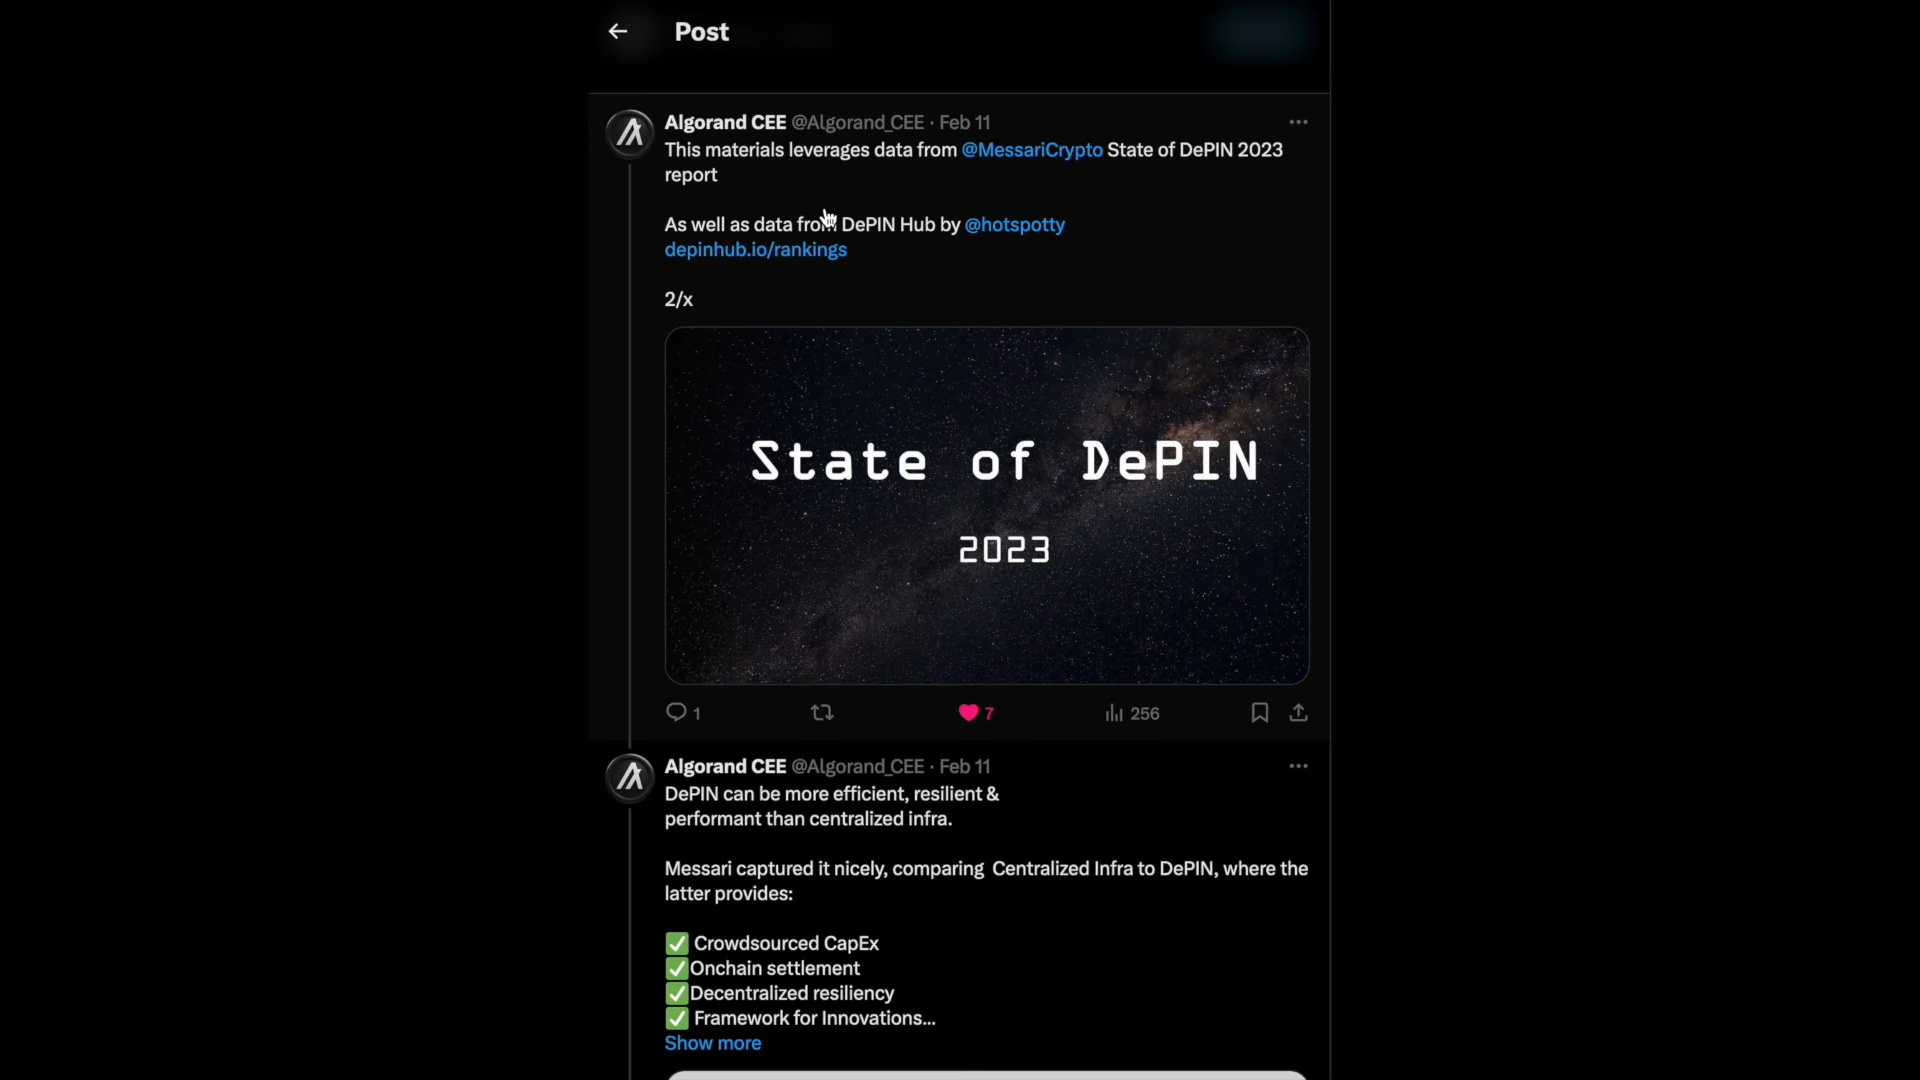 Post
Algorand CEE @Algorand_CEE · Feb 11
This materials leverages data from @MessariCrypto State of DePIN 2023
report
As well as data from DePIN Hub by @hotspotty
depinhub.io/rankings
2/x
State of DePIN
2023
1 7 256
Algorand CEE @Algorand_CEE · Feb 11
DePIN can be more efficient, resilient &
performant than centralized infra.
Messari captured it nicely, comparing Centralized Infra to DePIN, where the
latter provides:
✅ Crowdsourced CapEx
✅Onchain settlement
✅Decentralized resiliency
✅ Framework for Innovations...
Show more